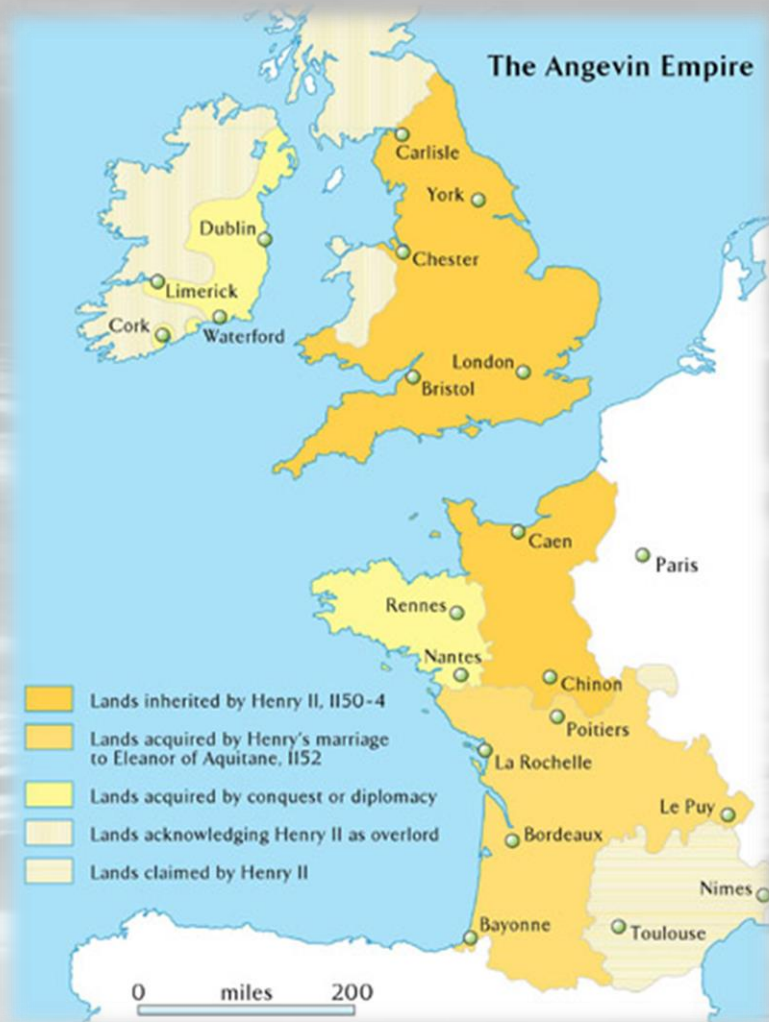 The Angevin Empire
Carlisle
York
Dublin
Chester
Limerick
Cork
Waterford
London
Bristol
Caen
Paris
Rennes
Nantes
Chinon
Lands inherited by Henry II, 1150-4
Poitiers
Lands acquired by Henry's marriage
to Eleanor of Aquitane, 1152
La Rochelle
Lands acquired by conquest or diplomacy
Le Puy
Lands acknowledging Henry II as overlord
Bordeaux
Lands claimed by Henry II
Nimes
Bayonne
Toulouse
0 miles 200